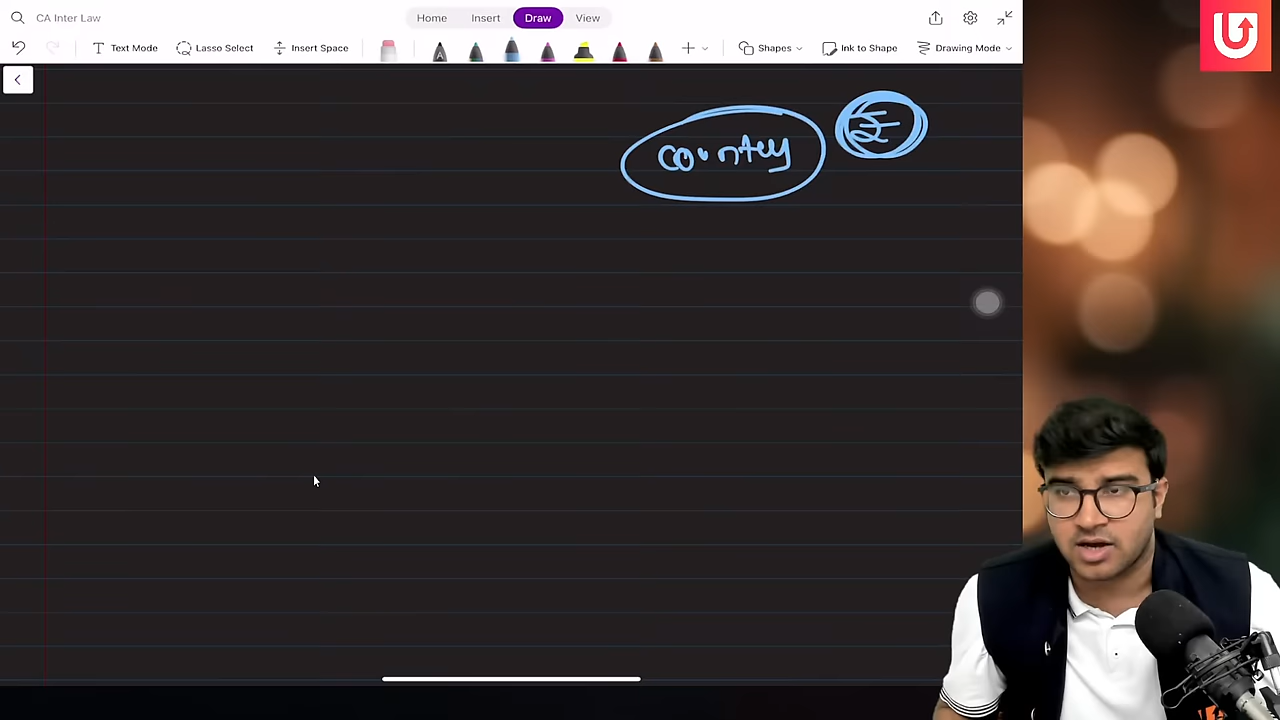 CA Inter Law
Home Insert Draw View
Text Mode Lasso Select Insert Space Shapes Ink to Shape Drawing Mode
A
country ₹